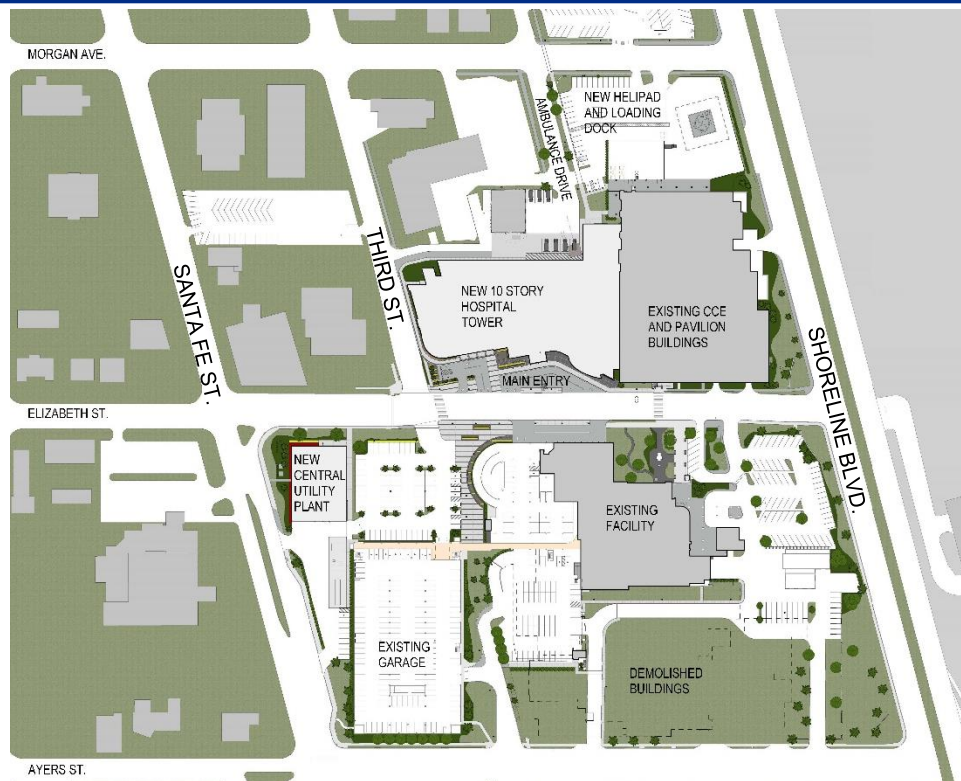 MORGAN AVE.
NEW HELIPAD
AND LOADING
DOCK
AMBULANCE DRIVE
THIRD ST.
SANTA FE ST.
NEW 10 STORY
HOSPITAL
TOWER
EXISTING CCE
AND PAVILION
BUILDINGS
SHORELINE BLVD.
MAIN ENTRY
ELIZABETH ST.
NEW
CENTRAL
UTILITY
PLANT
EXISTING
FACILITY
EXISTING
GARAGE
DEMOLISHED
BUILDINGS
AYERS ST.